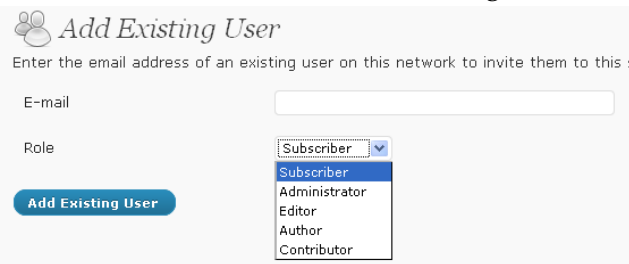 Add Existing User
Enter the email address of an existing user on this network to invite them to this
E-mail
Role
Subscriber
Subscriber
Administrator
Editor
Author
Contributor
Add Existing User